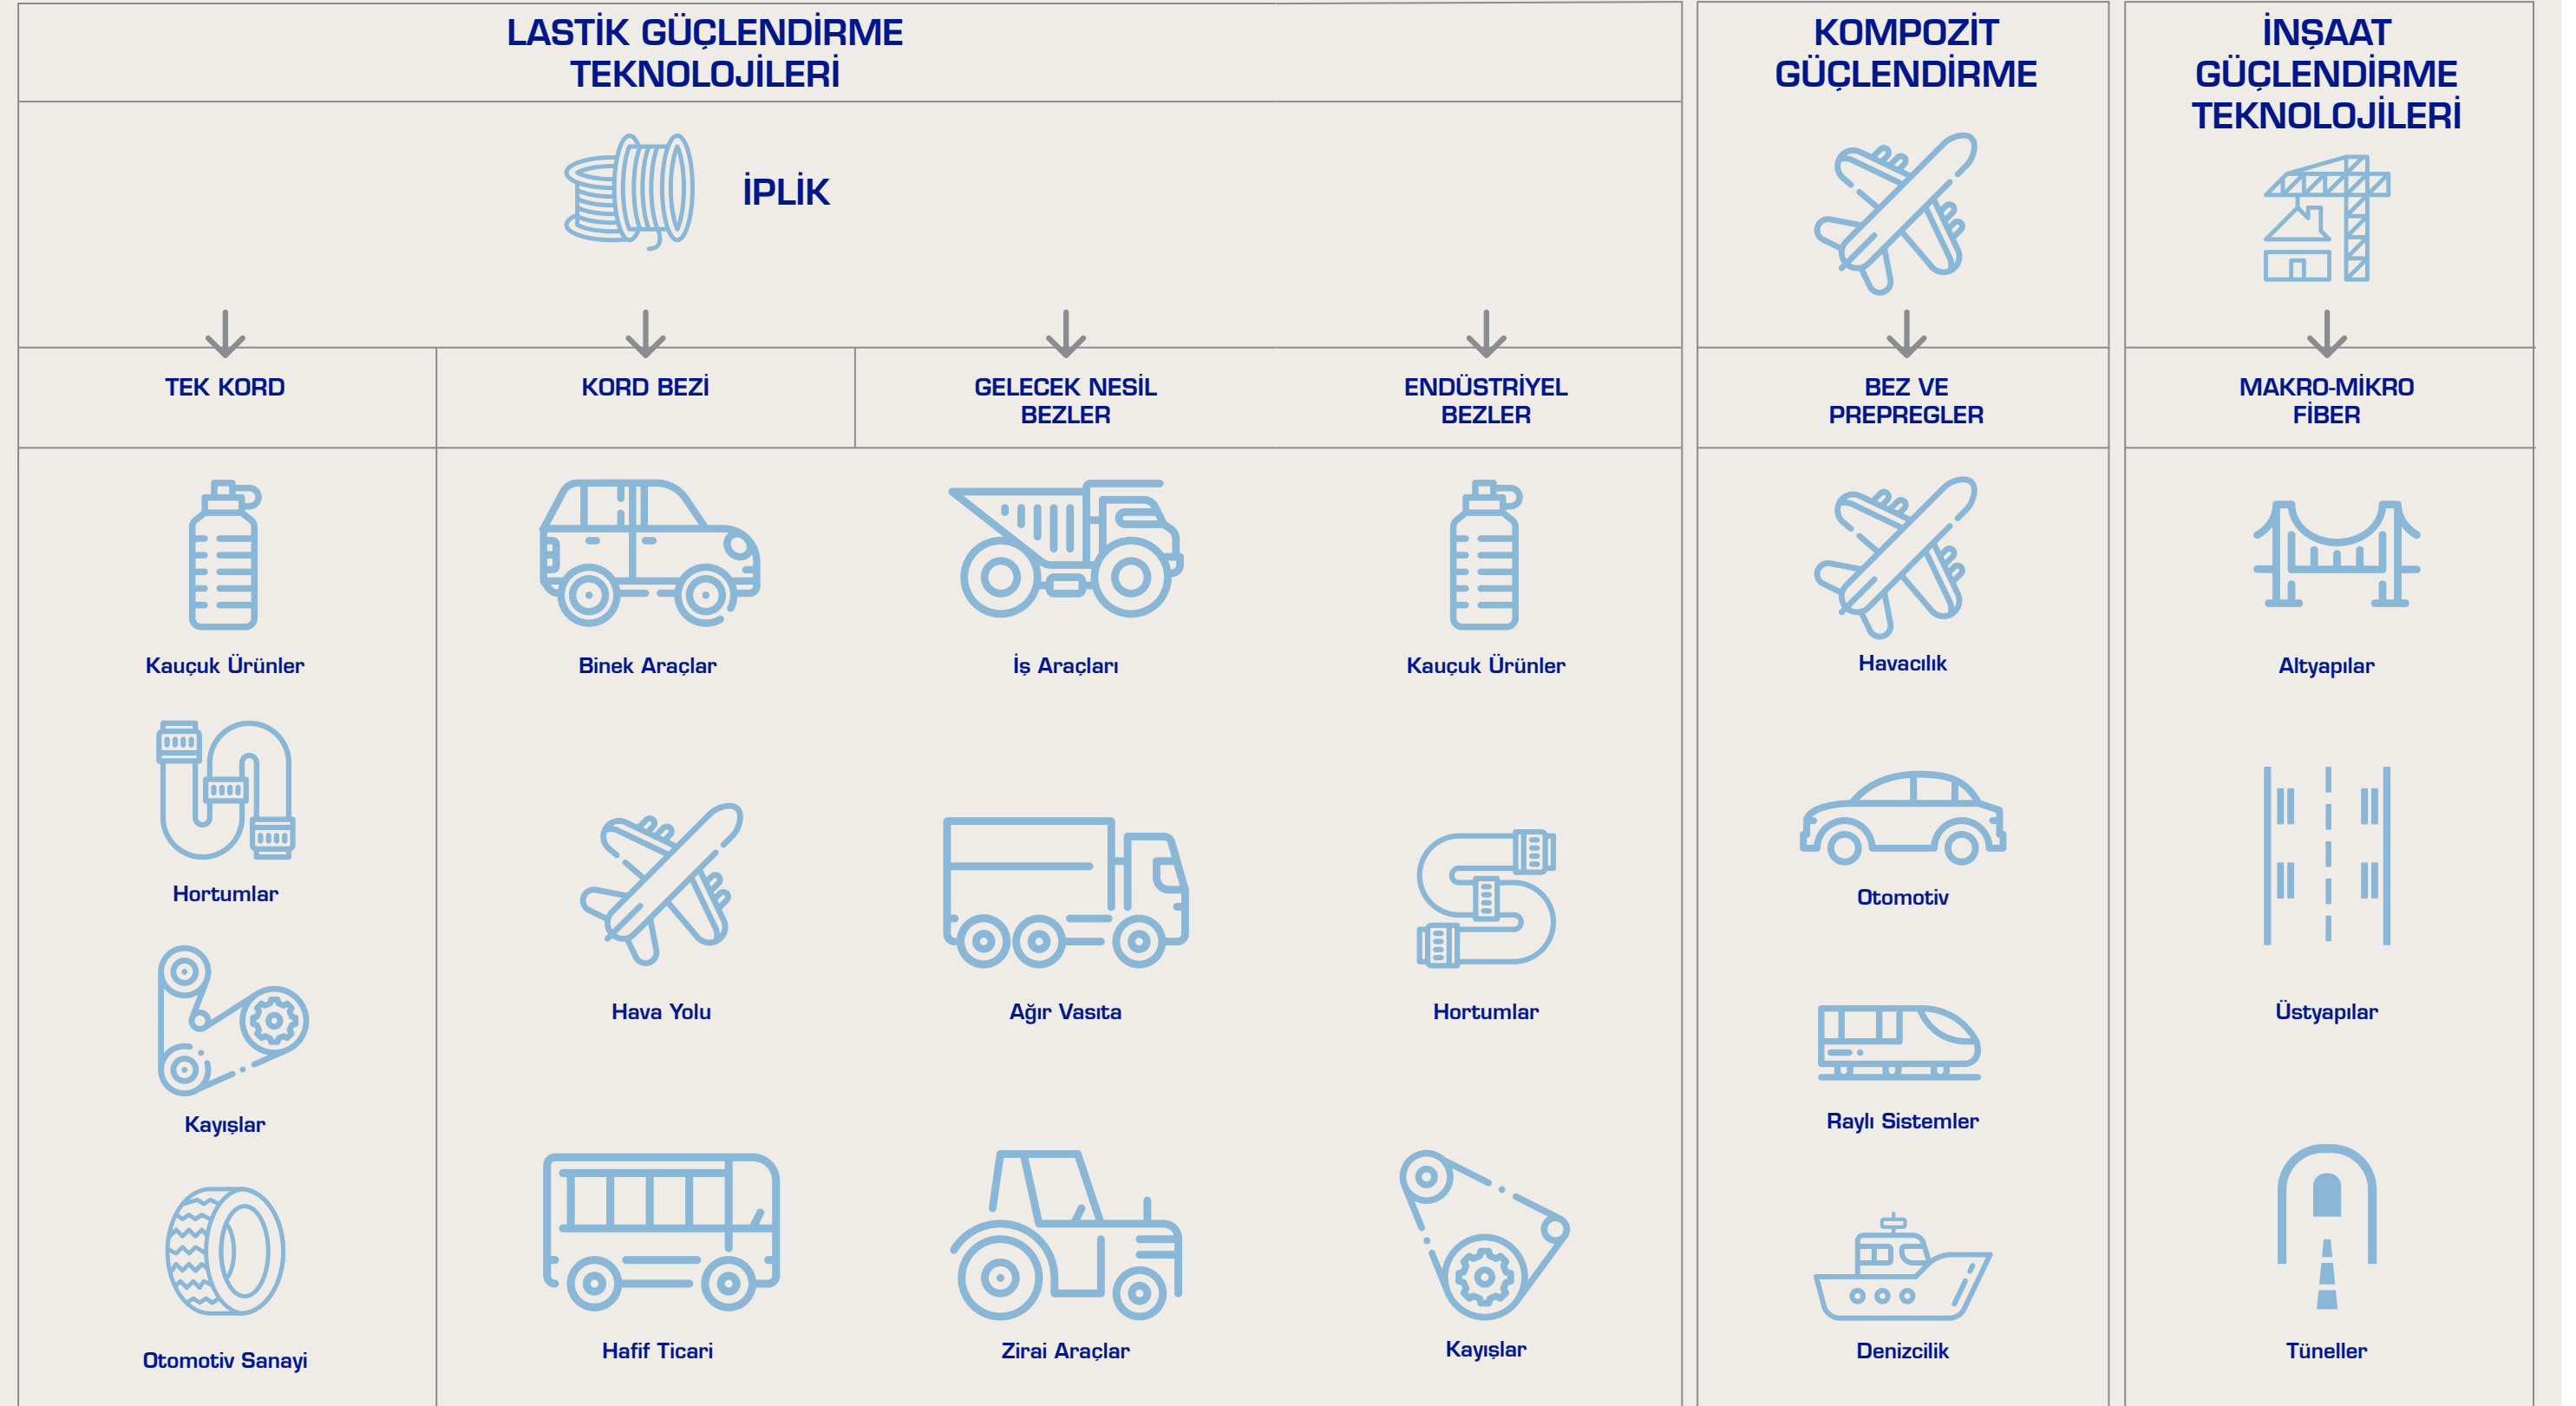 LASTİK GÜÇLENDİRME
TEKNOLOJİLERİ
İPLİK
TEK KORD
KORD BEZİ
GELECEK NESİL
BEZLER
ENDÜSTRİYEL
BEZLER
Kauçuk Ürünler
Hortumlar
Kayışlar
Otomotiv Sanayi
Binek Araçlar
Hava Yolu
Hafif Ticari
İş Araçları
Ağır Vasıta
Zirai Araçlar
Kauçuk Ürünler
Hortumlar
Kayışlar
KOMPOZİT
GÜÇLENDİRME
BEZ VE
PREPREGLER
Havacılık
Otomotiv
Raylı Sistemler
Denizcilik
İNŞAAT
GÜÇLENDİRME
TEKNOLOJİLERİ
MAKRO-MİKRO
FİBER
Altyapılar
Üstyapılar
Tüneller